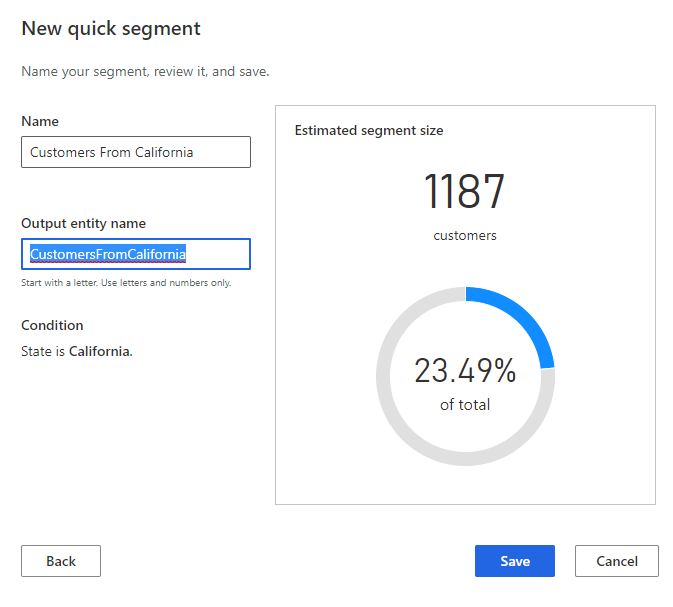 New quick segment
Name your segment, review it, and save.
Name
Customers From California
Output entity name
CustomersFromCalifornia
Start with a letter. Use letters and numbers only.
Condition
State is California.
Estimated segment size
1187
customers
23.49%
of total
Back
Save
Cancel